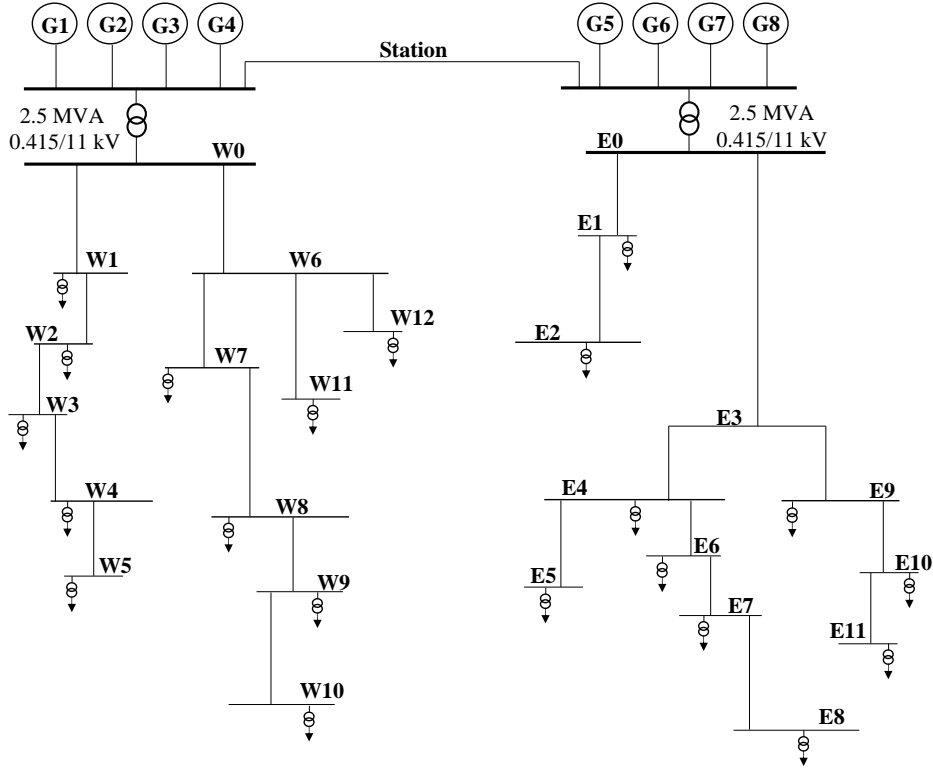 G1 G2 G3 G4 G5 G6 G7 G8
Station
2.5 MVA
0.415/11 kV
2.5 MVA
0.415/11 kV
W0
E0
E1
W1
W6
W12
W2
E2
W7
W11
W3
E3
W4
W8
E4
E9
W5
E6
E5
E10
W9
E7
E11
W10
E8